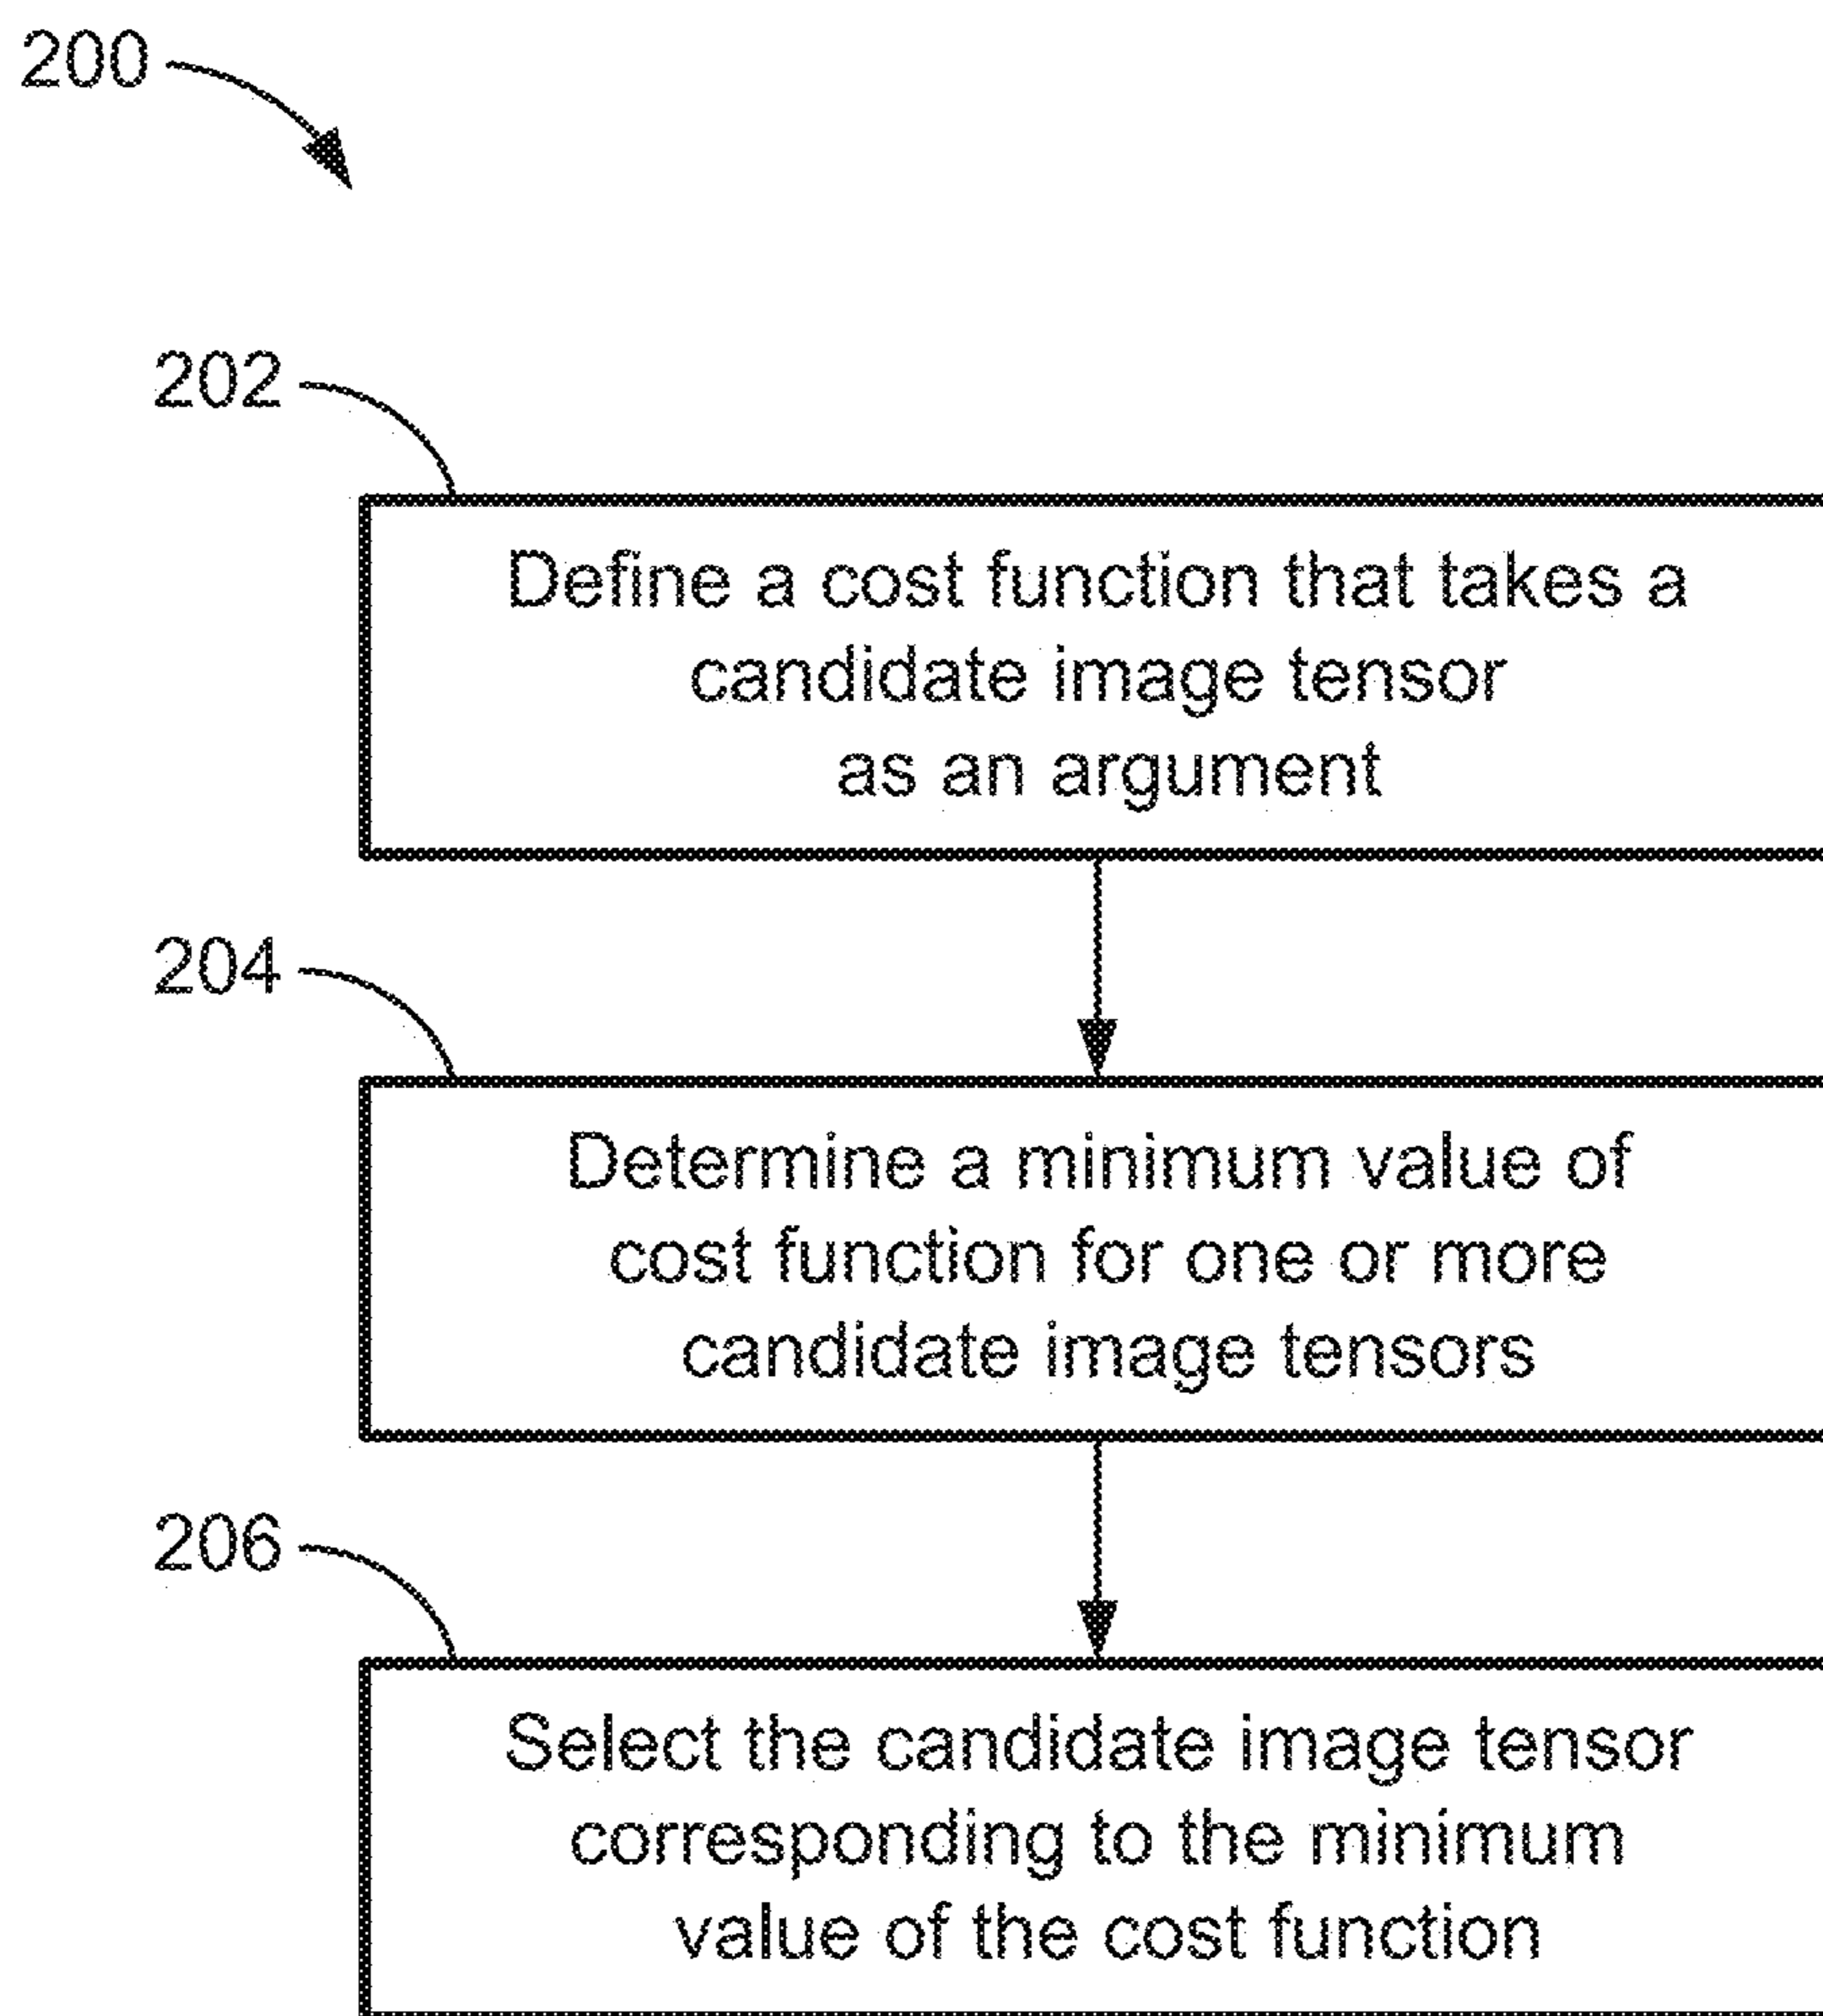 200
202
Define a cost function that takes a
candidate image tensor
as an argument
204
Determine a minimum value of
cost function for one or more
candidate image tensors
206
Select the candidate image tensor
corresponding to the minimum
value of the cost function